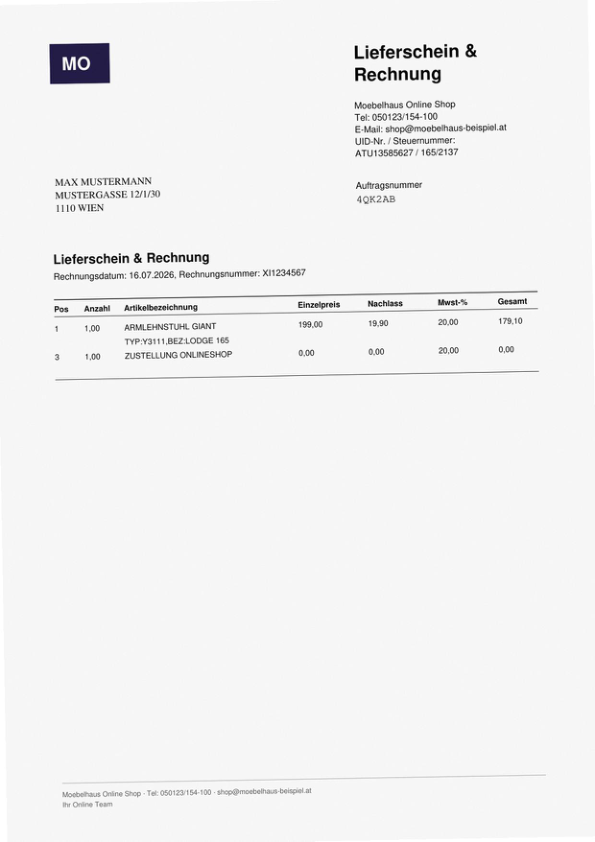 MO
Lieferschein &
Rechnung
Moebelhaus Online Shop
Tel: 050123/154-100
E-Mail: shop@moebelhaus-beispiel.at
UID-Nr. / Steuernummer:
ATU13585627 / 165/2137
MAX MUSTERMANN
MUSTERGASSE 12/1/30
1110 WIEN
Auftragsnummer
4QK2AB
Lieferschein & Rechnung
Rechnungsdatum: 16.07.2026, Rechnungsnummer: XI1234567
Pos Anzahl Artikelbezeichnung Einzelpreis Nachlass Mwst-% Gesamt
1 1,00 ARMLEHNSTUHL GIANT 199,00 19,90 20,00 179,10
TYP:Y3111,BEZ:LODGE 165
3 1,00 ZUSTELLUNG ONLINESHOP 0,00 0,00 20,00 0,00
Moebelhaus Online Shop · Tel: 050123/154-100 · shop@moebelhaus-beispiel.at
Ihr Online Team